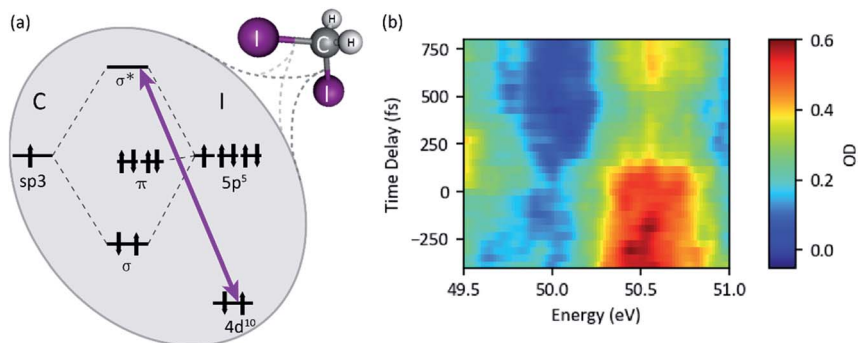 (a)
H
I
C
H
I
σ*
C
I
sp3
π
5p⁵
σ
4d¹⁰
(b)
750
500
250
0
−250
Time Delay (fs)
49.5
50.0
50.5
51.0
Energy (eV)
0.6
0.4
0.2
0.0
OD